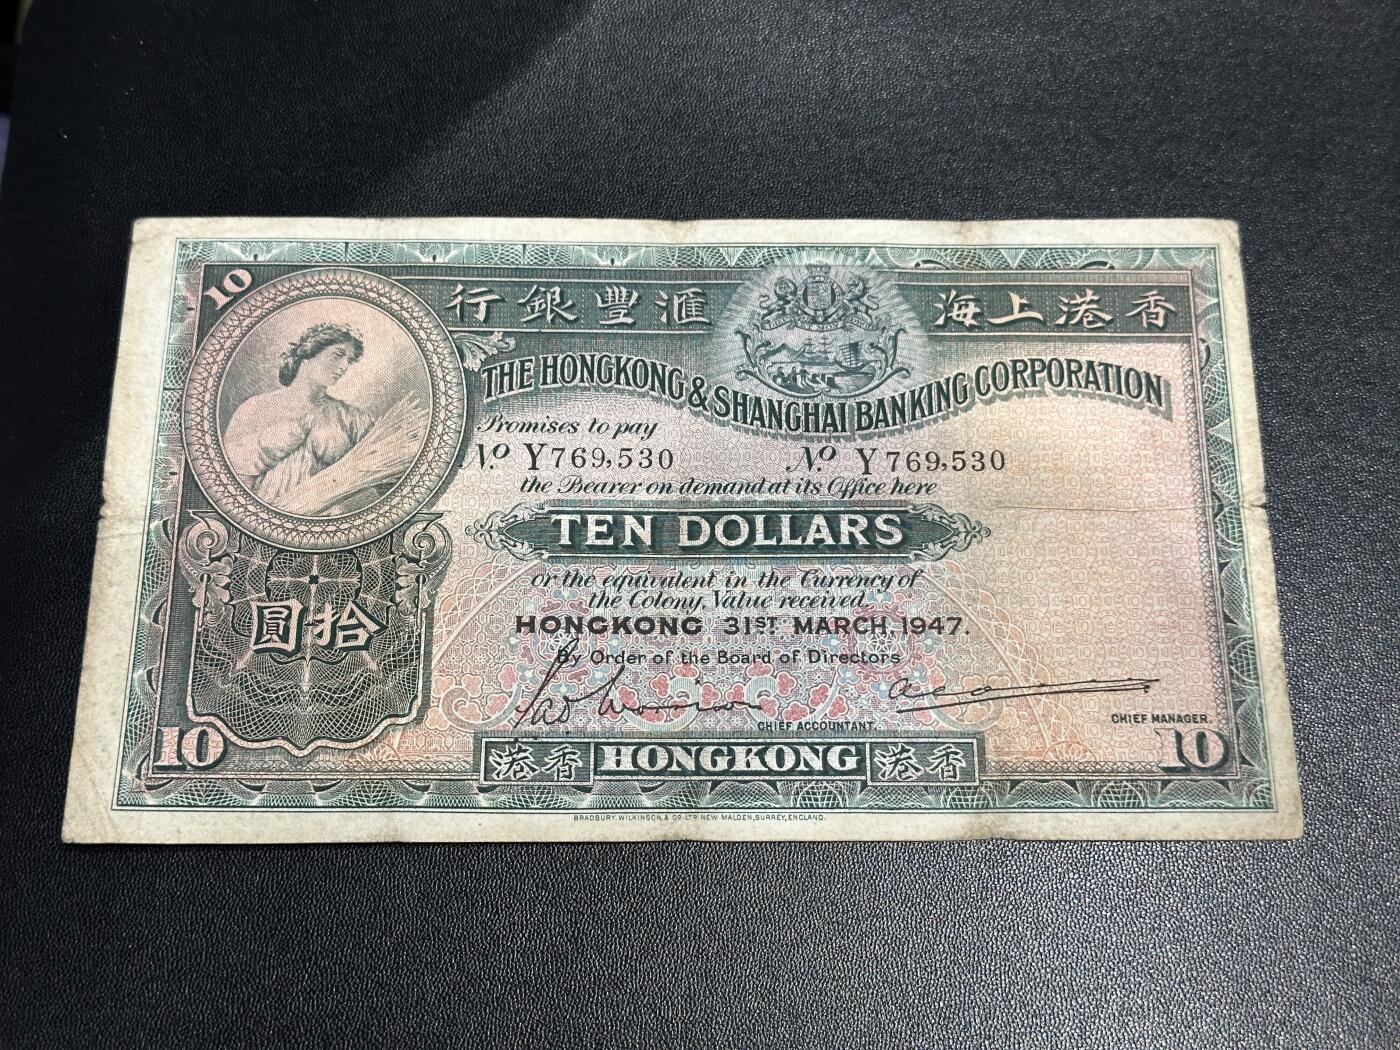 10
行銀豐滙 海上港香
THE HONGKONG & SHANGHAI BANKING CORPORATION
Promises to pay
No. Y769,530 No. Y769,530
the Bearer on demand at its Office here
TEN DOLLARS
or the equivalent in the Currency of
the Colony, Value received.
圓拾
HONGKONG 31ST MARCH 1947.
By Order of the Board of Directors
CHIEF ACCOUNTANT.
CHIEF MANAGER.
10 港香 HONGKONG 港香 10
BRADBURY, WILKINSON, & CO. LTD. NEW MALDEN, SURREY, ENGLAND.